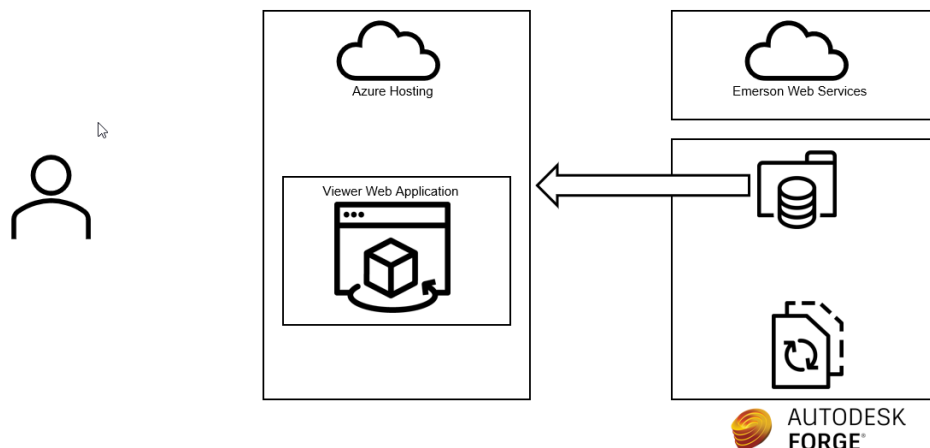 Azure Hosting
Emerson Web Services
Viewer Web Application
AUTODESK
FORGE®